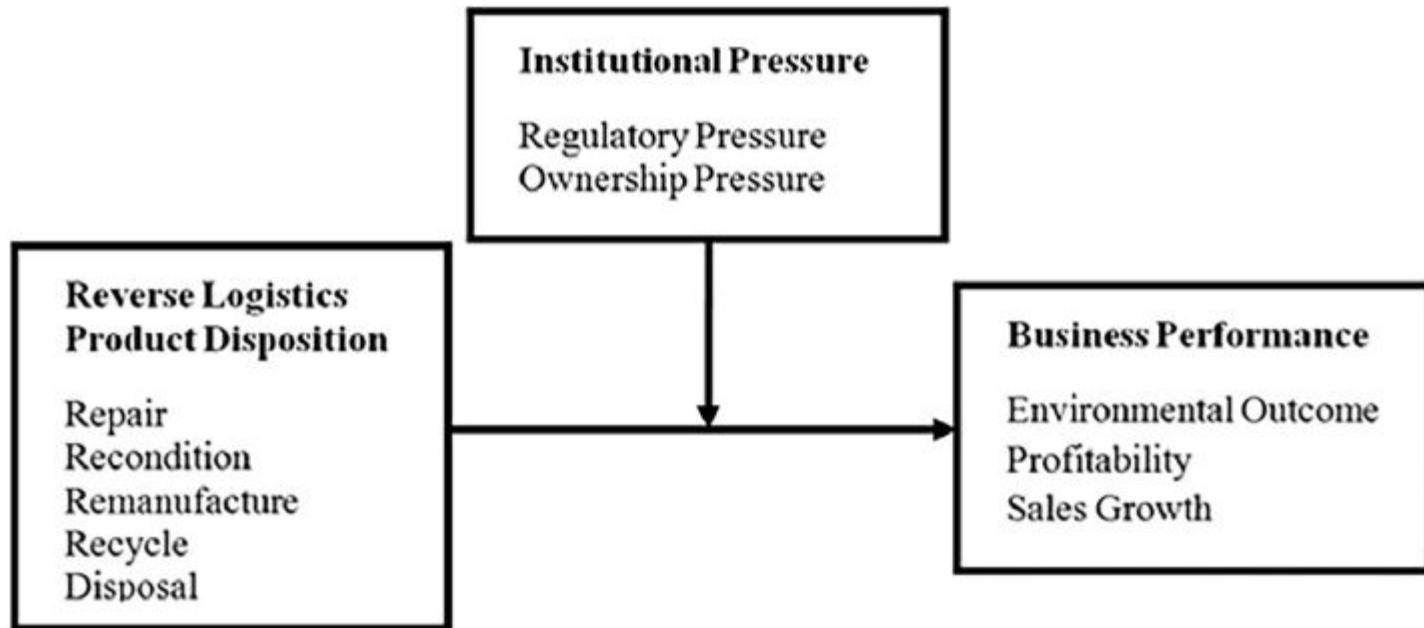 Institutional Pressure
Regulatory Pressure
Ownership Pressure
Reverse Logistics
Product Disposition
Repair
Recondition
Remanufacture
Recycle
Disposal
Business Performance
Environmental Outcome
Profitability
Sales Growth